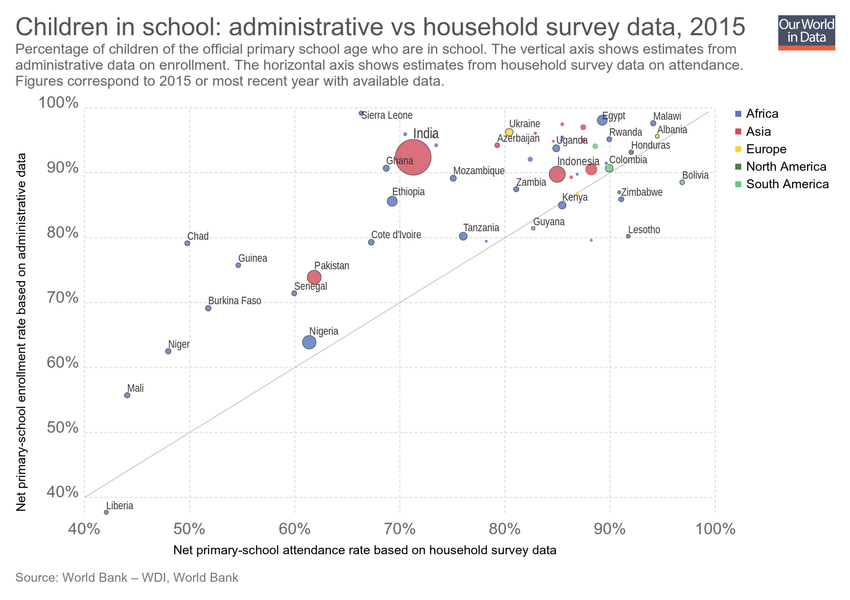 Children in school: administrative vs household survey data, 2015
Our World
in Data
Percentage of children of the official primary school age who are in school. The vertical axis shows estimates from
administrative data on enrollment. The horizontal axis shows estimates from household survey data on attendance.
Figures correspond to 2015 or most recent year with available data.
100%
Sierra Leone
Egypt
Malawi
Africa
Ukraine
India
Azerbaijan
Uganda
Rwanda
Albania
Asia
Honduras
Europe
Ghana
Indonesia
Colombia
North America
90%
Mozambique
Bolivia
South America
Zambia
Ethiopia
Kenya
Zimbabwe
Guyana
80%
Chad
Cote d'Ivoire
Tanzania
Lesotho
Guinea
Pakistan
Senegal
70%
Burkina Faso
Nigeria
Niger
60%
Mali
50%
40%
Liberia
Net primary-school enrollment rate based on administrative data
40%
50%
60%
70%
80%
90%
100%
Net primary-school attendance rate based on household survey data
Source: World Bank – WDI, World Bank